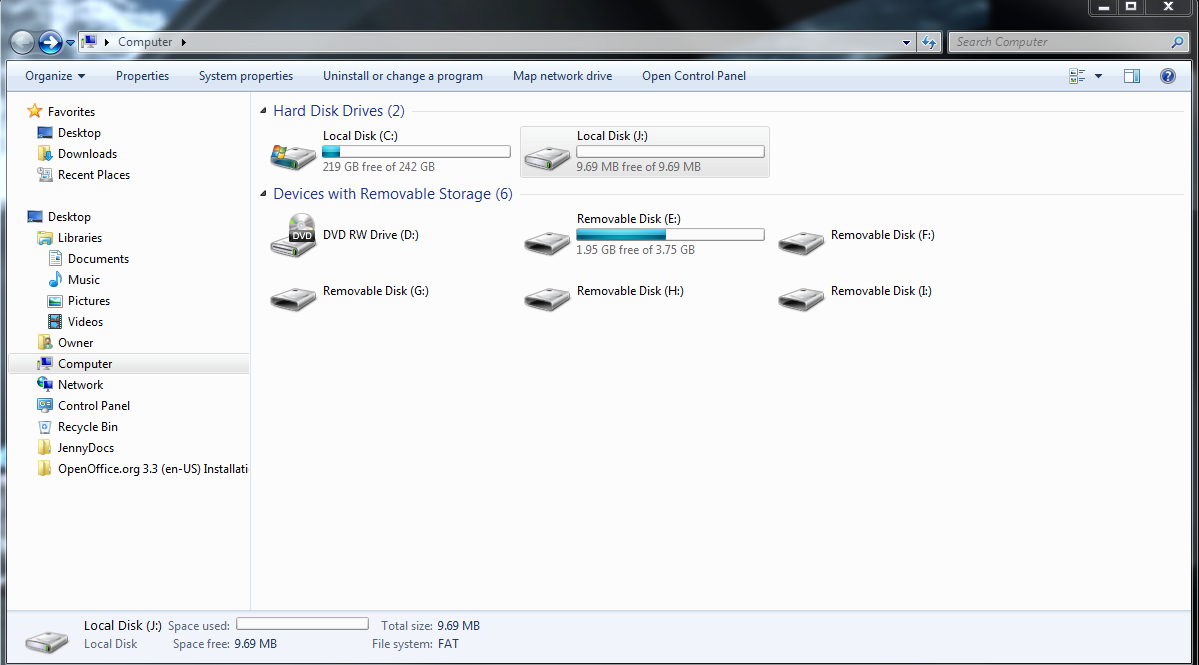 Computer
Search Computer
Organize Properties System properties Uninstall or change a program Map network drive Open Control Panel
Favorites
Desktop
Downloads
Recent Places
Desktop
Libraries
Documents
Music
Pictures
Videos
Owner
Computer
Network
Control Panel
Recycle Bin
JennyDocs
OpenOffice.org 3.3 (en-US) Installati
Hard Disk Drives (2)
Local Disk (C:)
219 GB free of 242 GB
Local Disk (J:)
9.69 MB free of 9.69 MB
Devices with Removable Storage (6)
DVD
DVD RW Drive (D:)
Removable Disk (E:)
1.95 GB free of 3.75 GB
Removable Disk (F:)
Removable Disk (G:)
Removable Disk (H:)
Removable Disk (I:)
Local Disk (J:) Space used: Total size: 9.69 MB
Local Disk Space free: 9.69 MB File system: FAT